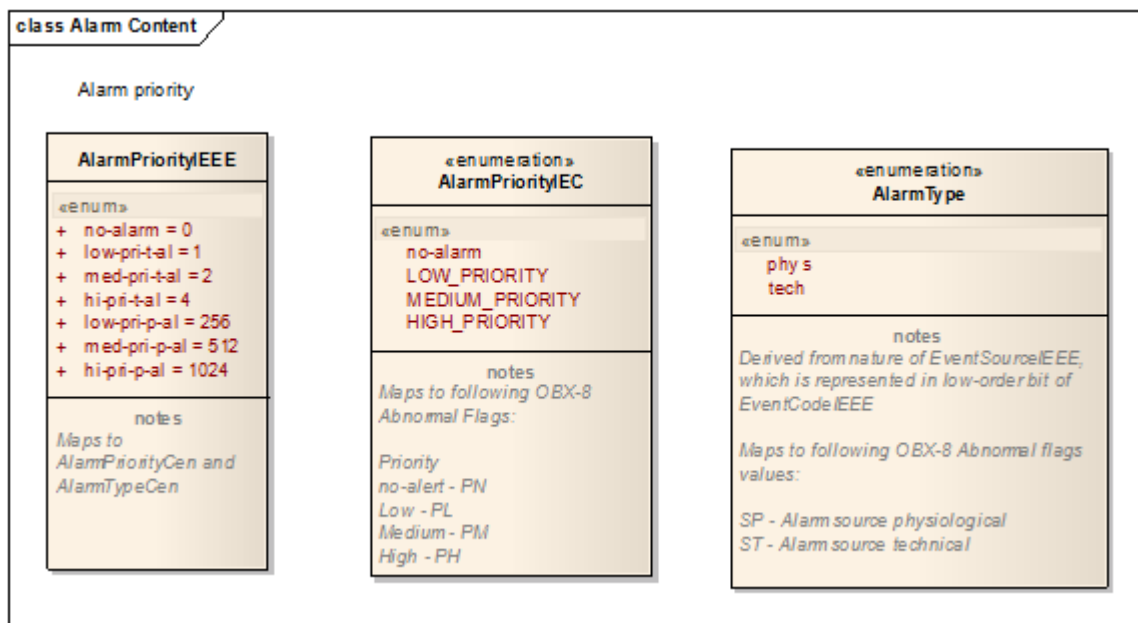 class Alarm Content
Alarm priority
AlarmPriorityIEEE
«enum»
+ no-alarm = 0
+ low-pri-t-al = 1
+ med-pri-t-al = 2
+ hi-pri-t-al = 4
+ low-pri-p-al = 256
+ med-pri-p-al = 512
+ hi-pri-p-al = 1024
notes
Maps to
AlarmPriorityCen and
AlarmTypeCen
«enumeration»
AlarmPriorityIEC
«enum»
no-alarm
LOW_PRIORITY
MEDIUM_PRIORITY
HIGH_PRIORITY
notes
Maps to following OBX-8
Abnormal Flags:
Priority
no-alert - PN
Low - PL
Medium - PM
High - PH
«enumeration»
AlarmType
«enum»
phys
tech
notes
Derived from nature of EventSourceIEEE,
which is represented in low-order bit of
EventCodeIEEE
Maps to following OBX-8 Abnormal flags
values:
SP - Alarm source physiological
ST - Alarm source technical